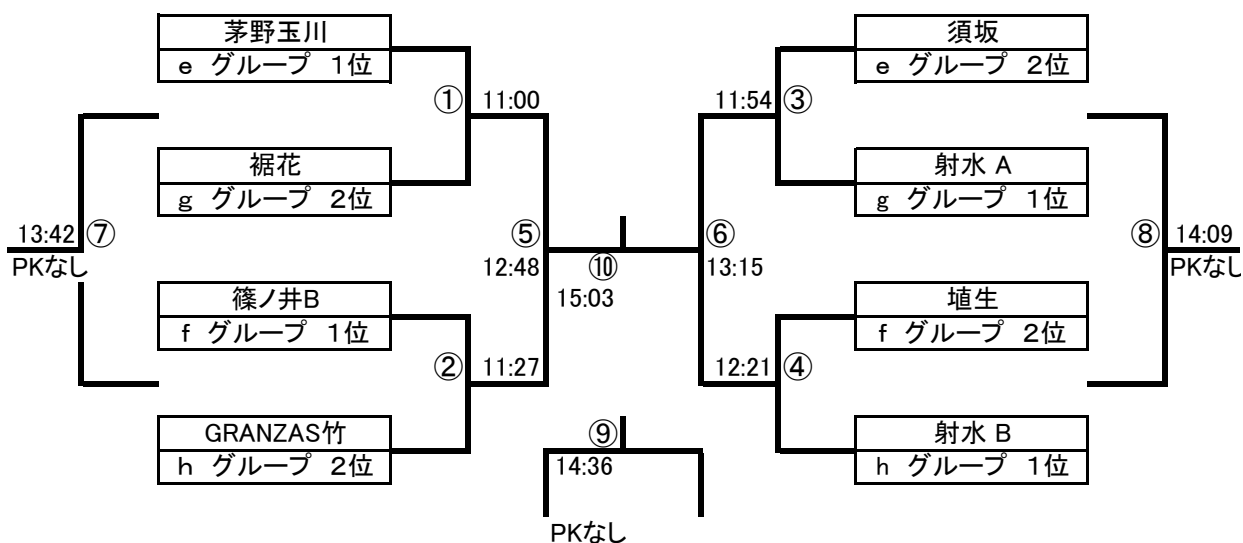 茅野玉川
e グループ 1位
須坂
e グループ 2位
① 11:00
11:54 ③
裾花
g グループ 2位
射水 A
g グループ 1位
13:42 ⑦
PKなし
⑤
12:48
⑩
15:03
⑥
13:15
⑧ 14:09
PKなし
篠ノ井B
f グループ 1位
埴生
f グループ 2位
② 11:27
12:21 ④
GRANZAS竹
h グループ 2位
⑨
14:36
PKなし
射水 B
h グループ 1位